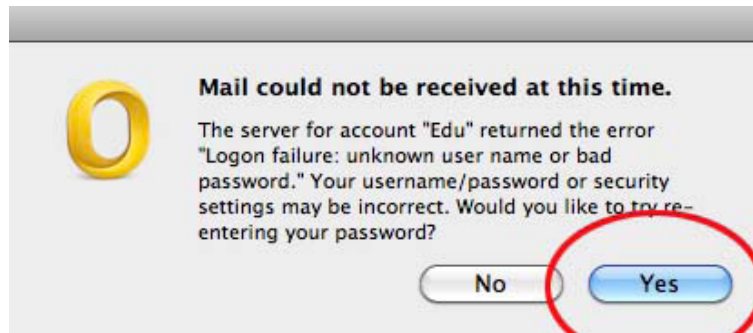 Mail could not be received at this time.
The server for account "Edu" returned the error
"Logon failure: unknown user name or bad
password." Your username/password or security
settings may be incorrect. Would you like to try re-
entering your password?
No Yes